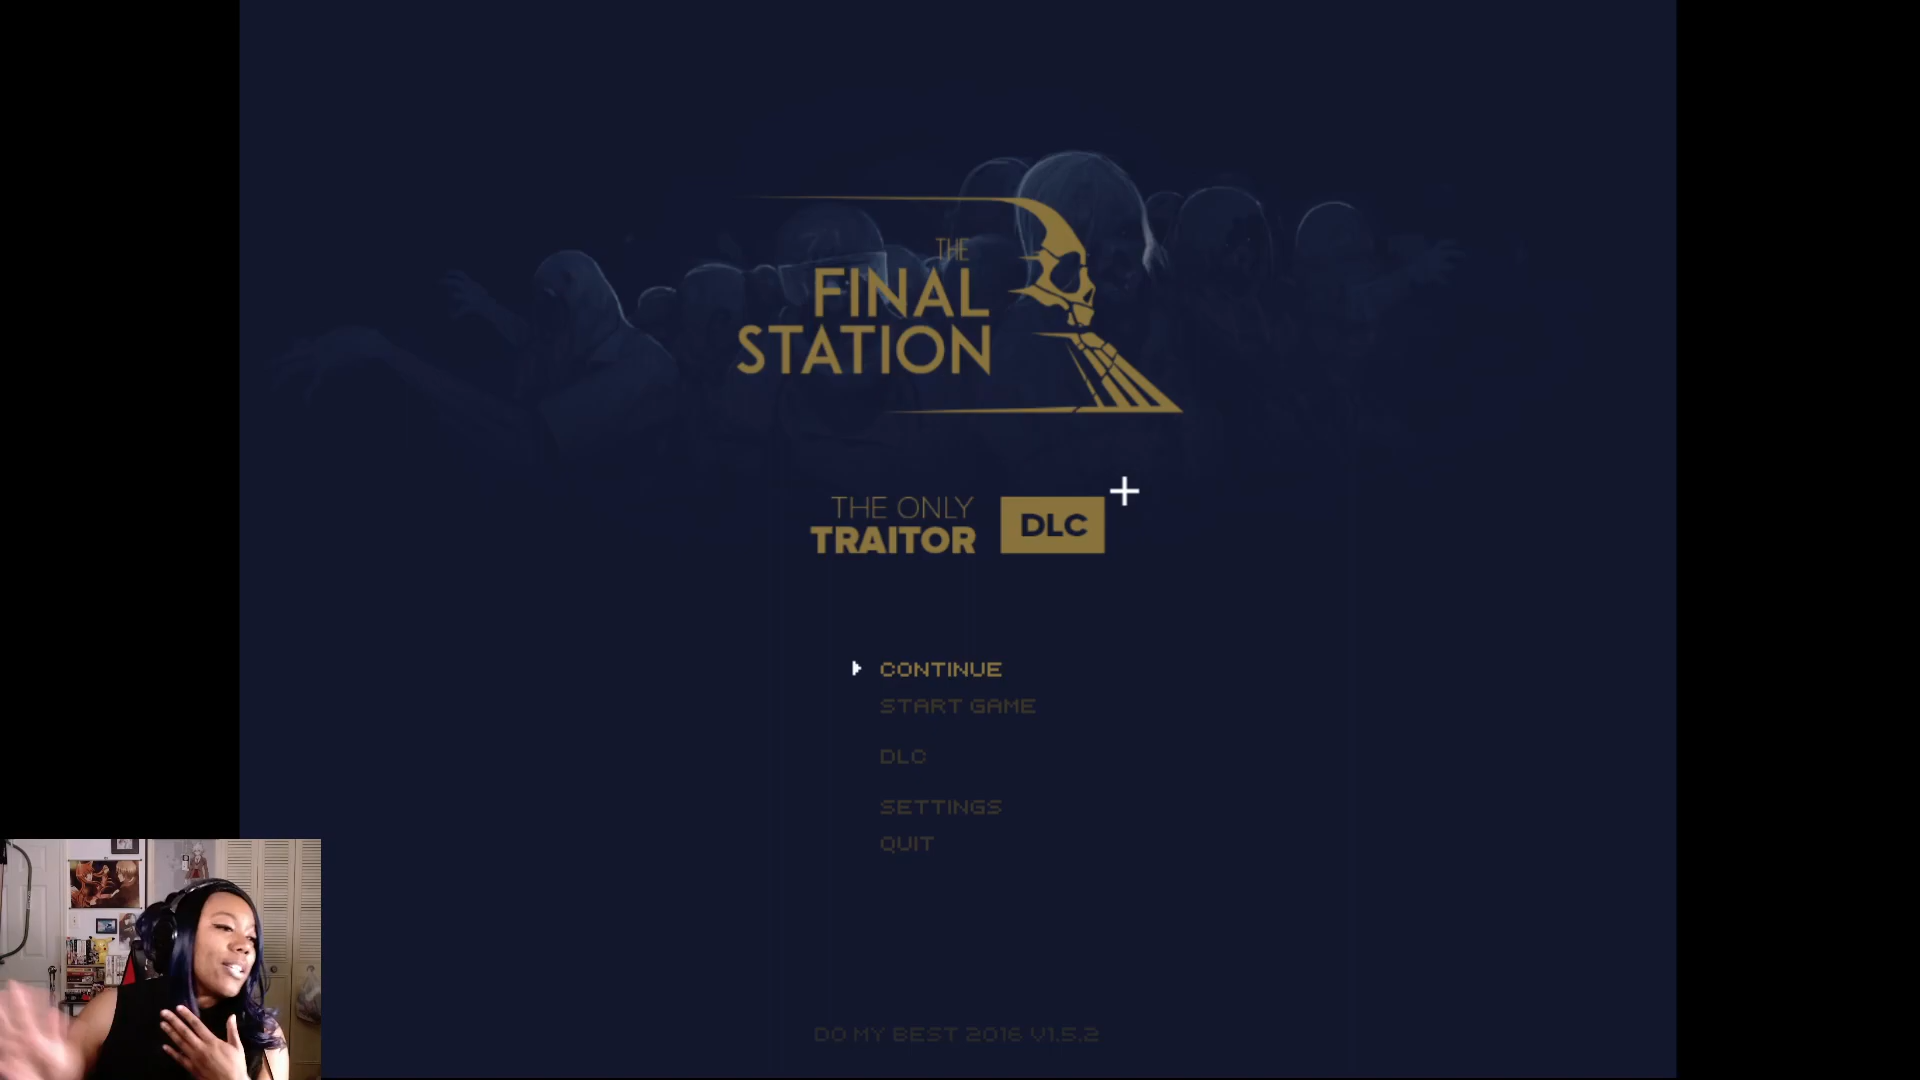 THE
FINAL
STATION
THE ONLY
TRAITOR
DLC
CONTINUE
START GAME
DLC
SETTINGS
QUIT
DO MY BEST 2016 V1.5.2